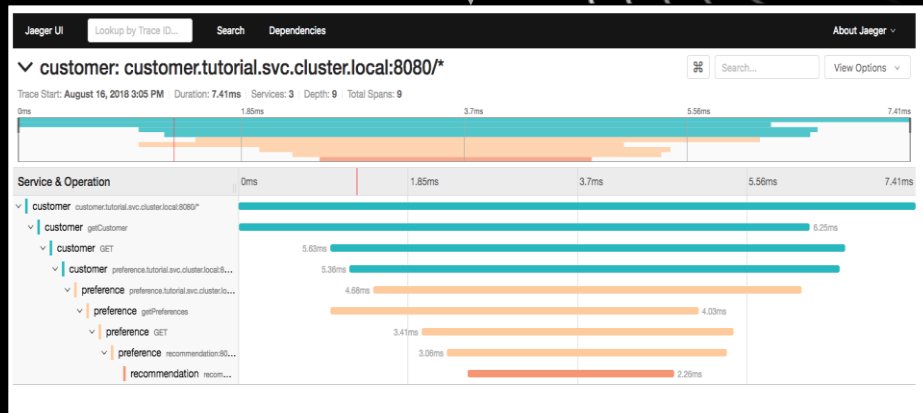 Jaeger UI Lookup by Trace ID... Search Dependencies About Jaeger
customer: customer.tutorial.svc.cluster.local:8080/* ⌘ Search... View Options
Trace Start: August 16, 2018 3:05 PM Duration: 7.41ms Services: 3 Depth: 9 Total Spans: 9
0ms 1.85ms 3.7ms 5.56ms 7.41ms
Service & Operation 0ms 1.85ms 3.7ms 5.56ms 7.41ms
customer customer.tutorial.svc.cluster.local:8080/*
customer getCustomer 6.25ms
customer GET 5.63ms
customer preference.tutorial.svc.cluster.local:8... 5.36ms
preference preference.tutorial.svc.cluster.lo... 4.68ms
preference getPreferences 4.03ms
preference GET 3.41ms
preference recommendation:80... 3.06ms
recommendation recom... 2.26ms